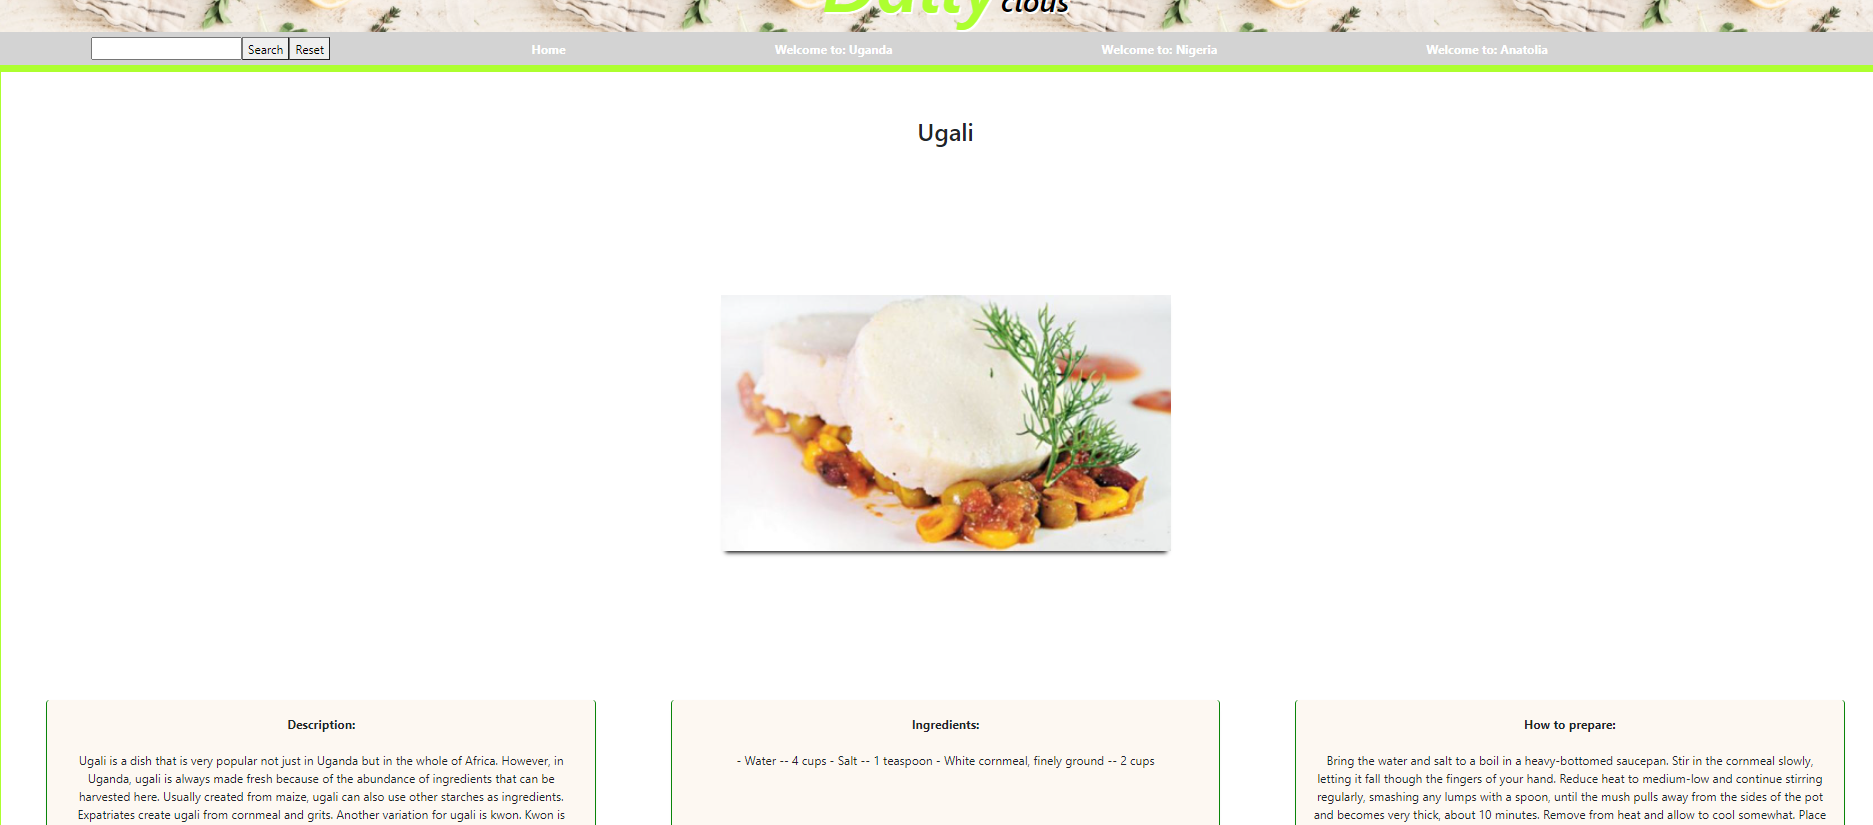 clous
Search Reset Home Welcome to: Uganda Welcome to: Nigeria Welcome to: Anatolia
Ugali
Description:
Ugali is a dish that is very popular not just in Uganda but in the whole of Africa. However, in
Uganda, ugali is always made fresh because of the abundance of ingredients that can be
harvested here. Usually created from maize, ugali can also use other starches as ingredients.
Expatriates create ugali from cornmeal and grits. Another variation for ugali is kwon. Kwon is
Ingredients:
- Water -- 4 cups - Salt -- 1 teaspoon - White cornmeal, finely ground -- 2 cups
How to prepare:
Bring the water and salt to a boil in a heavy-bottomed saucepan. Stir in the cornmeal slowly,
letting it fall though the fingers of your hand. Reduce heat to medium-low and continue stirring
regularly, smashing any lumps with a spoon, until the mush pulls away from the sides of the pot
and becomes very thick, about 10 minutes. Remove from heat and allow to cool somewhat. Place